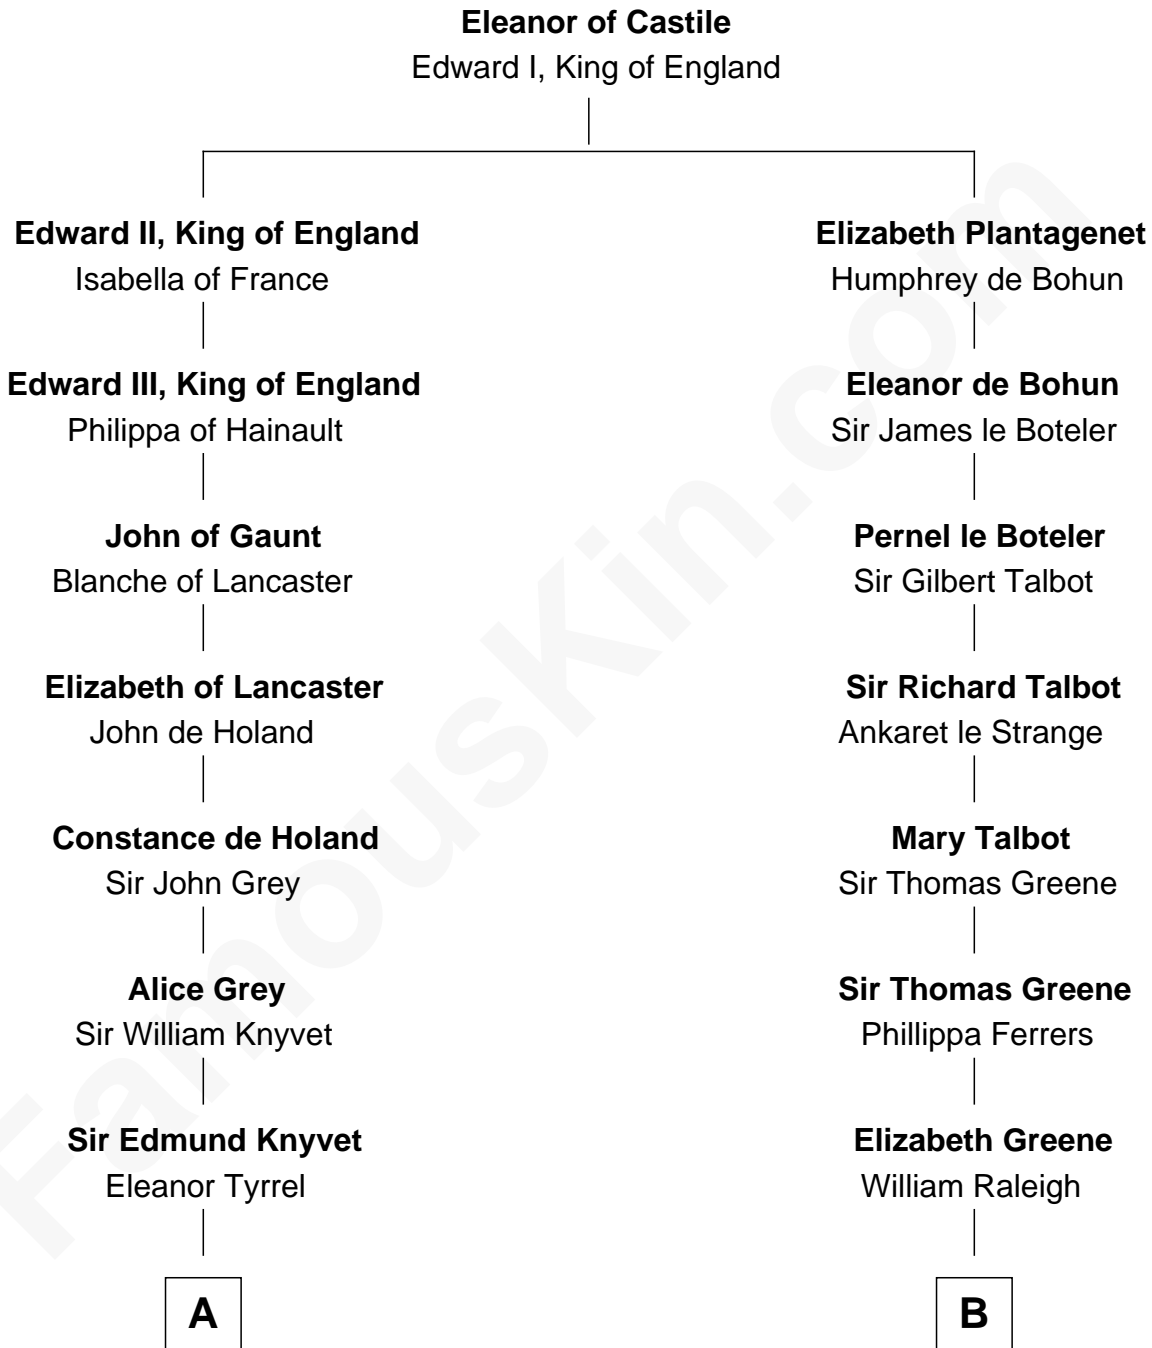 Eleanor of Castile
Edward I, King of England
Edward II, King of England
Isabella of France
Elizabeth Plantagenet
Humphrey de Bohun
Edward III, King of England
Philippa of Hainault
Eleanor de Bohun
Sir James le Boteler
John of Gaunt
Blanche of Lancaster
Pernel le Boteler
Sir Gilbert Talbot
Elizabeth of Lancaster
John de Holand
Sir Richard Talbot
Ankaret le Strange
Constance de Holand
Sir John Grey
Mary Talbot
Sir Thomas Greene
Alice Grey
Sir William Knyvet
Sir Thomas Greene
Phillippa Ferrers
Sir Edmund Knyvet
Eleanor Tyrrel
Elizabeth Greene
William Raleigh
A
B
FamousKin.com